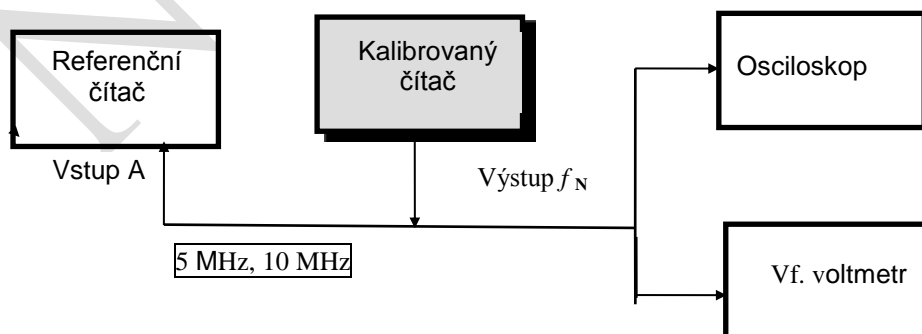 Referenční
čítač
Kalibrovaný
čítač
Osciloskop
Vstup A
Výstup f N
5 MHz, 10 MHz
Vf. voltmetr